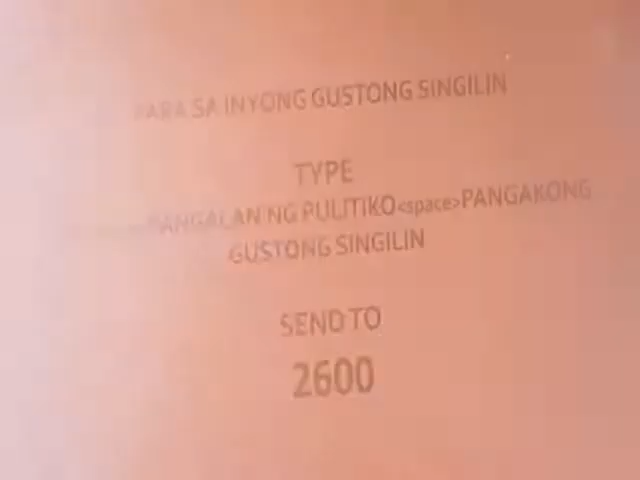 PARA SA INYONG GUSTONG SINGILIN
TYPE
PANGALAN NG PULITIKO<space>PANGAKONG
GUSTONG SINGILIN
SEND TO
2600